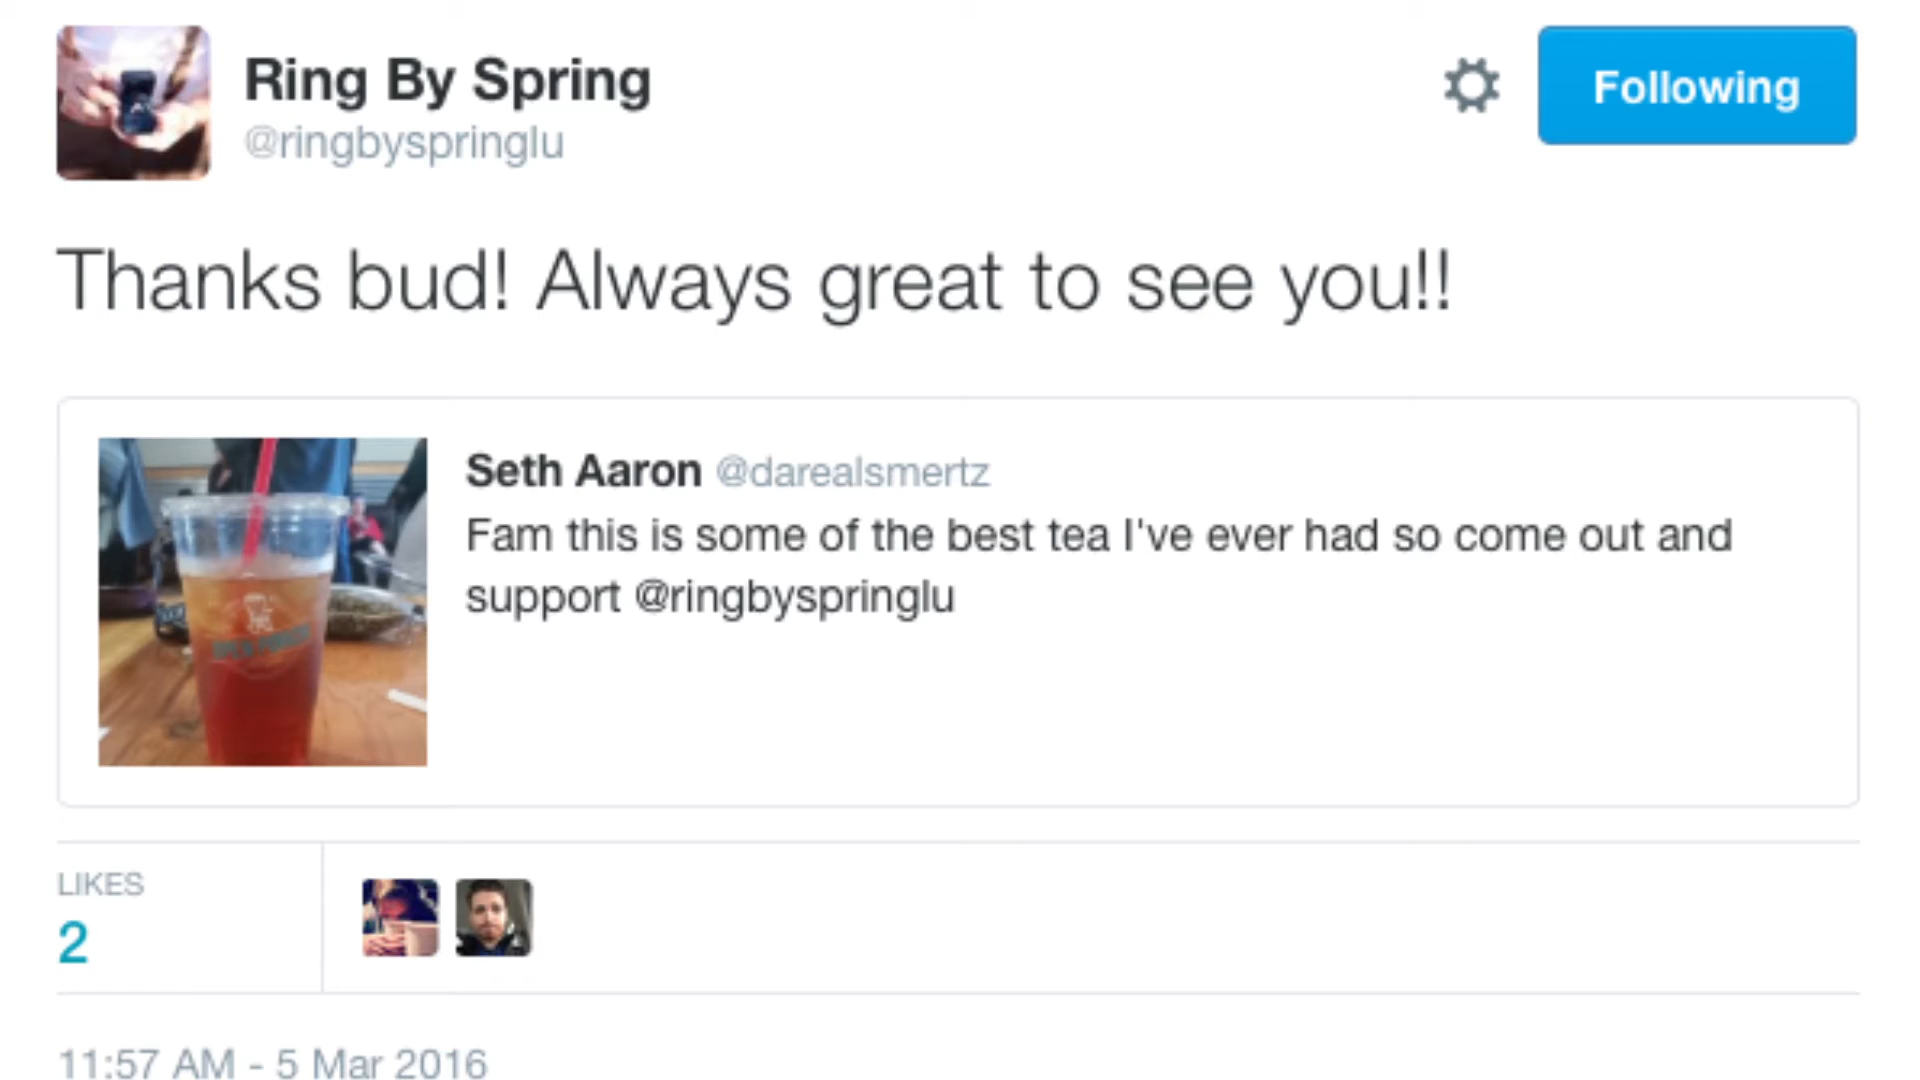 Ring By Spring
@ringbyspringlu
Following
Thanks bud! Always great to see you!!
Seth Aaron @darealsmertz
Fam this is some of the best tea I've ever had so come out and
support @ringbyspringlu
LIKES
2
11:57 AM - 5 Mar 2016